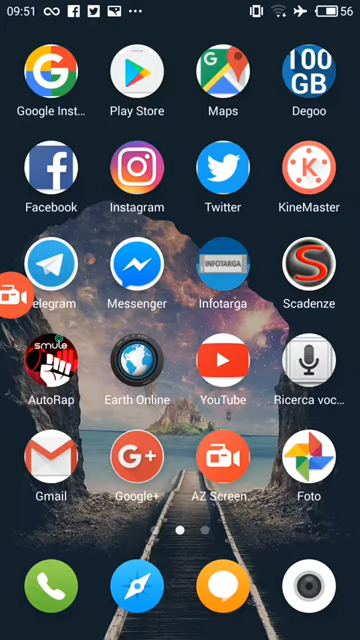 09:51
56
100
GB
Google Inst...
Play Store
Maps
Degoo
Facebook
Instagram
Twitter
KineMaster
INFOTARGA
elegram
Messenger
Infotarga
Scadenze
smule
AutoRap
Earth Online
YouTube
Ricerca voc...
Gmail
Google+
AZ Screen...
Foto